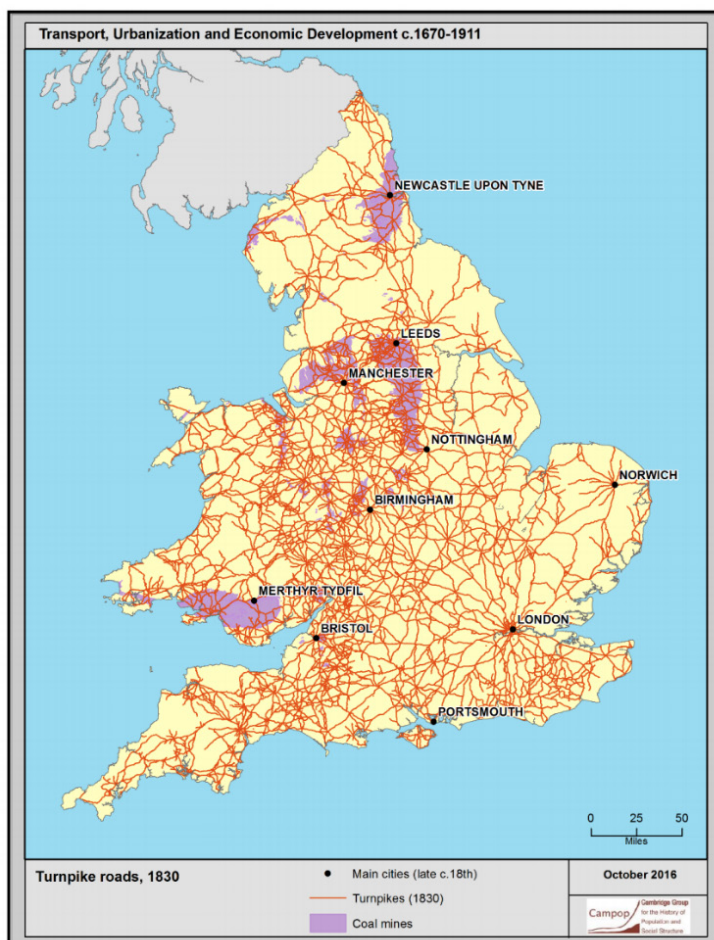 Transport, Urbanization and Economic Development c.1670-1911
NEWCASTLE UPON TYNE
LEEDS
MANCHESTER
NOTTINGHAM
NORWICH
BIRMINGHAM
MERTHYR TYDFIL
LONDON
BRISTOL
PORTSMOUTH
0 25 50
Miles
Turnpike roads, 1830
Main cities (late c.18th)
Turnpikes (1830)
Coal mines
October 2016
Campop
Cambridge Group
for the History of
Population and
Social Structure